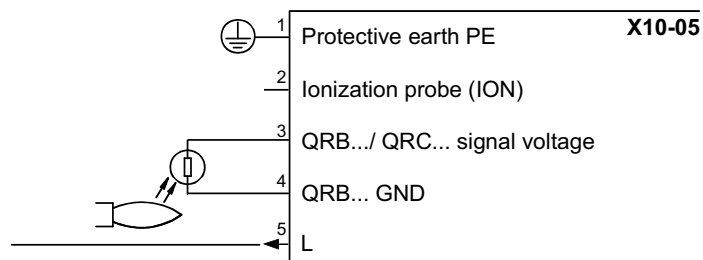 X10-05
1 Protective earth PE
2 Ionization probe (ION)
3 QRB.../ QRC... signal voltage
4 QRB... GND
5 L